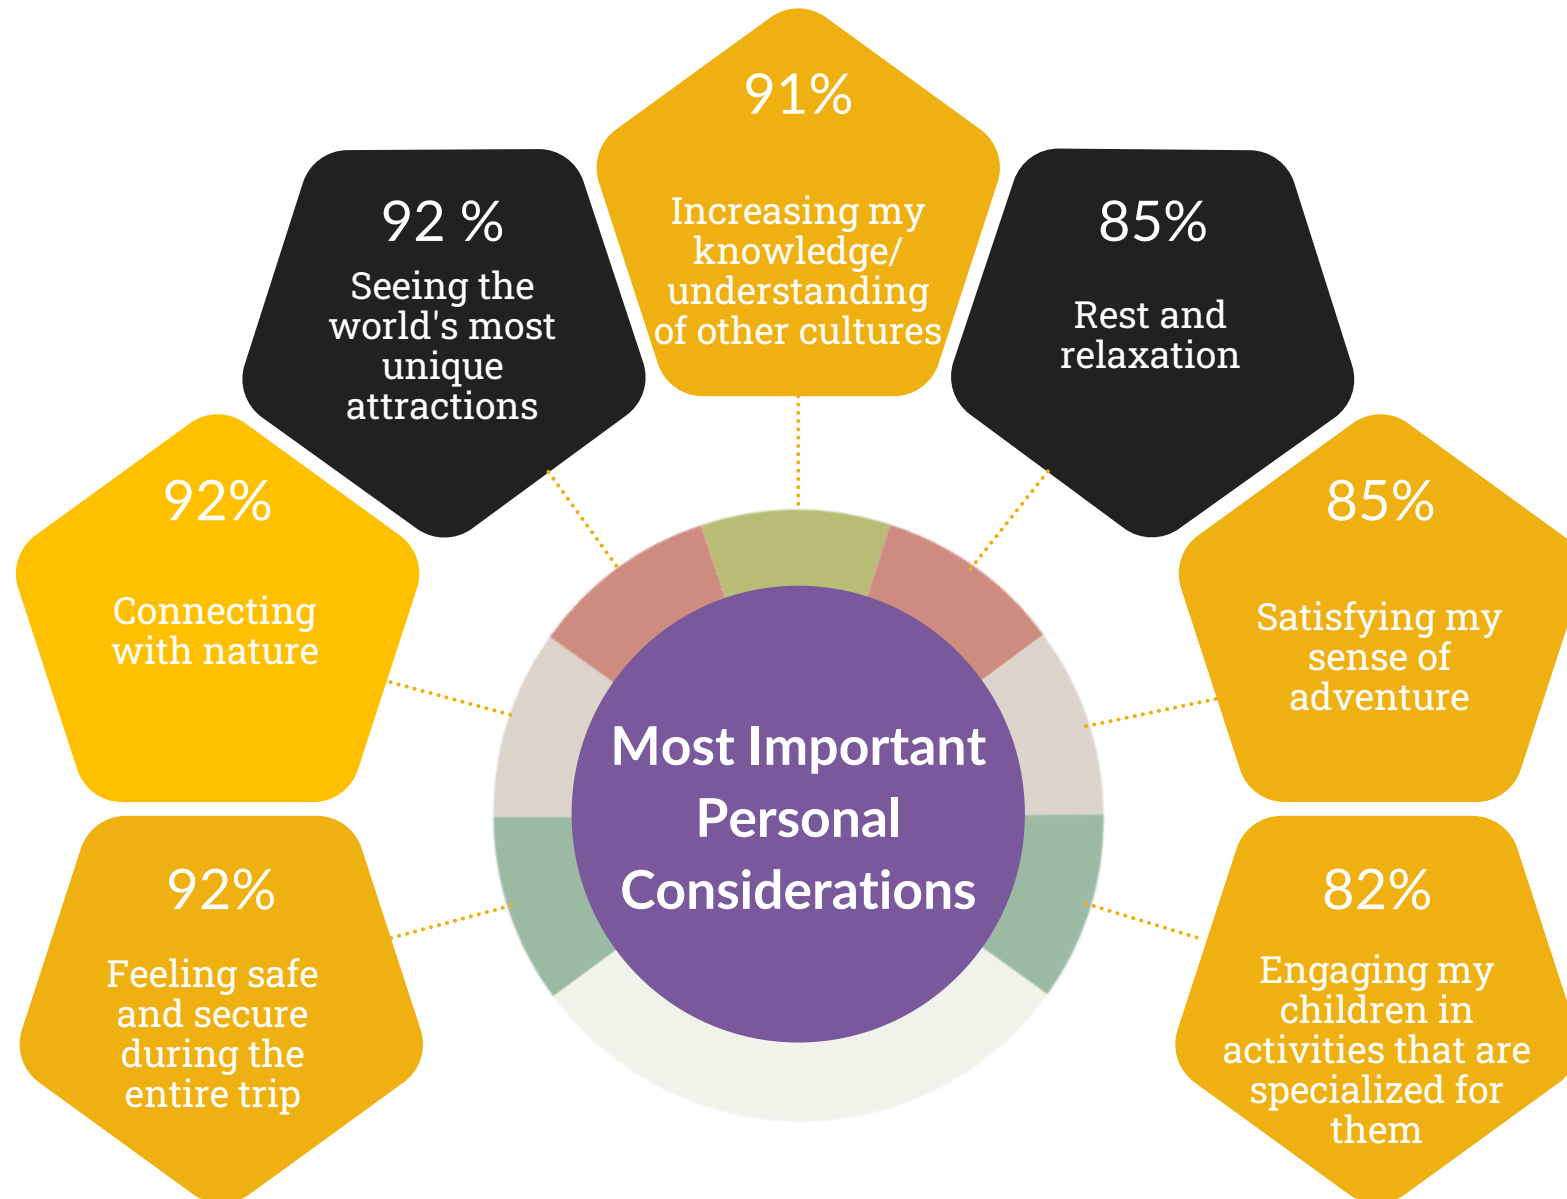 91%
Increasing my
knowledge/
understanding
of other cultures
92 %
Seeing the
world's most
unique
attractions
85%
Rest and
relaxation
92%
Connecting
with nature
85%
Satisfying my
sense of
adventure
Most Important
Personal
Considerations
92%
Feeling safe
and secure
during the
entire trip
82%
Engaging my
children in
activities that are
specialized for
them